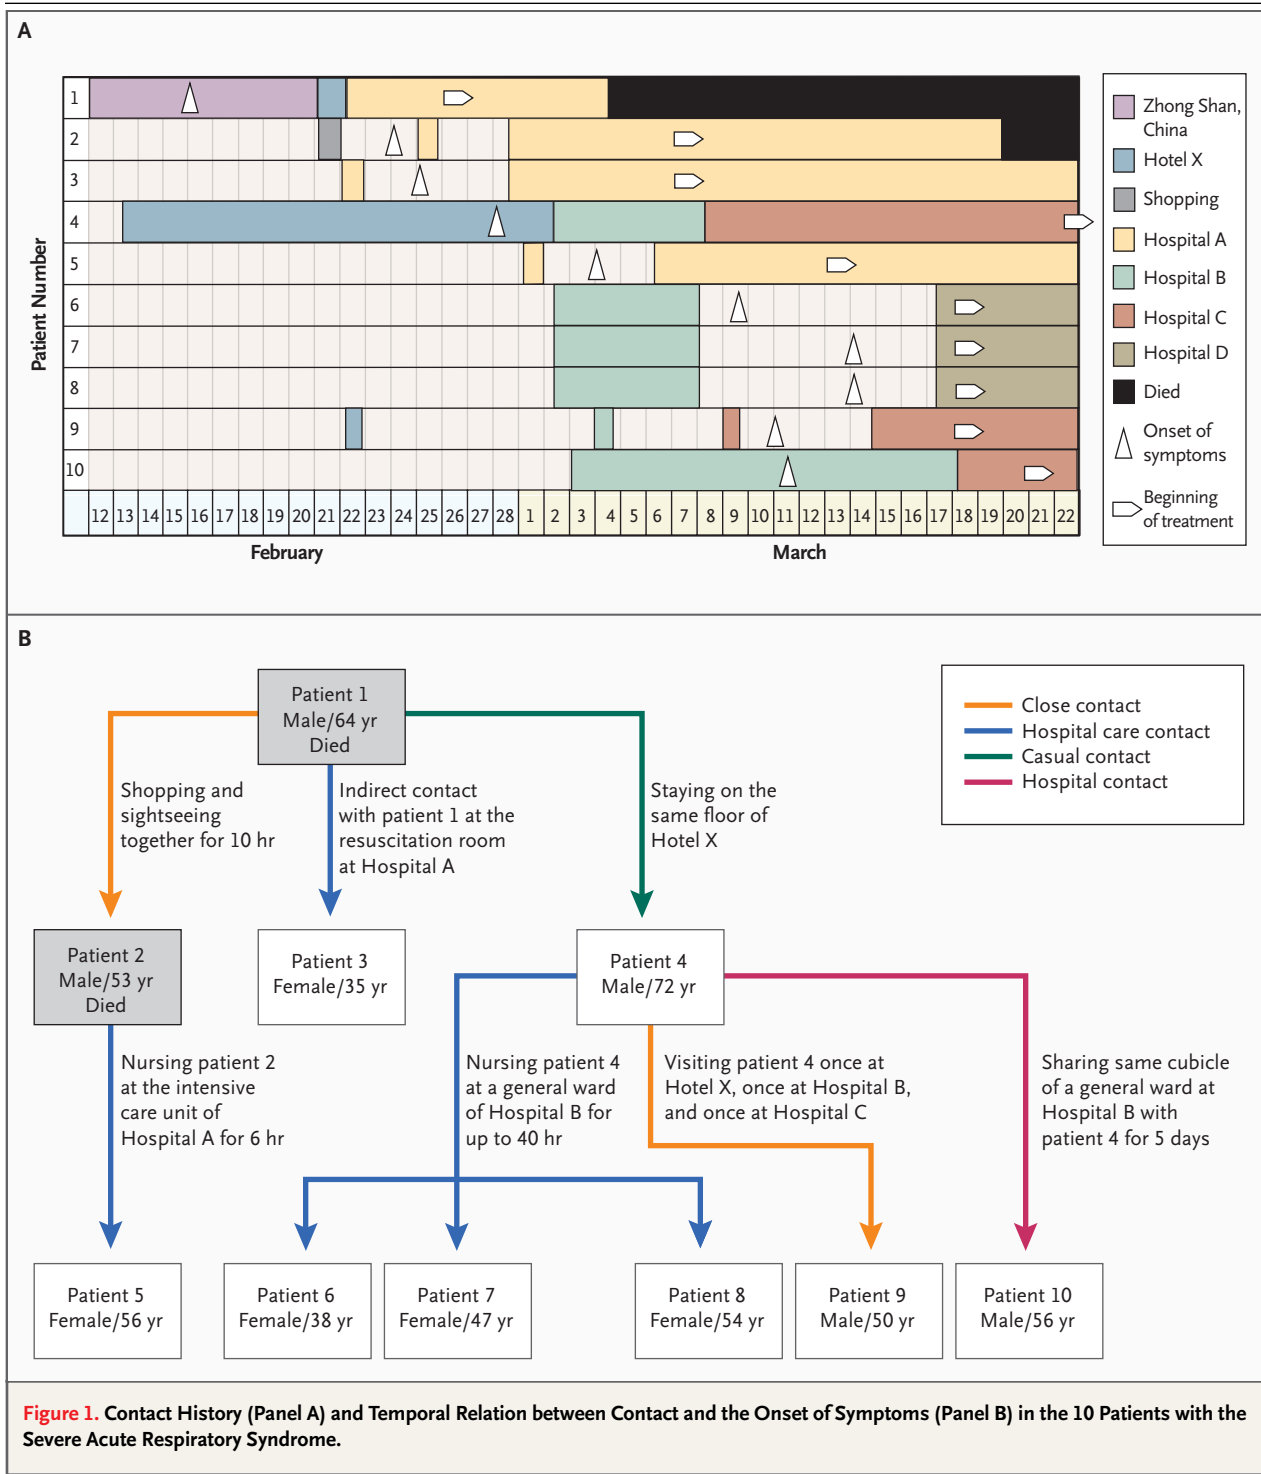 A
Patient Number
1
2
3
4
5
6
7
8
9
10
12 13 14 15 16 17 18 19 20 21 22 23 24 25 26 27 28 1 2 3 4 5 6 7 8 9 10 11 12 13 14 15 16 17 18 19 20 21 22
February
March
Zhong Shan,
China
Hotel X
Shopping
Hospital A
Hospital B
Hospital C
Hospital D
Died
Onset of
symptoms
Beginning
of treatment
B
Patient 1
Male/64 yr
Died
Close contact
Hospital care contact
Casual contact
Hospital contact
Shopping and
sightseeing
together for 10 hr
Indirect contact
with patient 1 at the
resuscitation room
at Hospital A
Staying on the
same floor of
Hotel X
Patient 2
Male/53 yr
Died
Patient 3
Female/35 yr
Patient 4
Male/72 yr
Nursing patient 2
at the intensive
care unit of
Hospital A for 6 hr
Nursing patient 4
at a general ward
of Hospital B for
up to 40 hr
Visiting patient 4 once at
Hotel X, once at Hospital B,
and once at Hospital C
Sharing same cubicle
of a general ward at
Hospital B with
patient 4 for 5 days
Patient 5
Female/56 yr
Patient 6
Female/38 yr
Patient 7
Female/47 yr
Patient 8
Female/54 yr
Patient 9
Male/50 yr
Patient 10
Male/56 yr
Figure 1. Contact History (Panel A) and Temporal Relation between Contact and the Onset of Symptoms (Panel B) in the 10 Patients with the
Severe Acute Respiratory Syndrome.